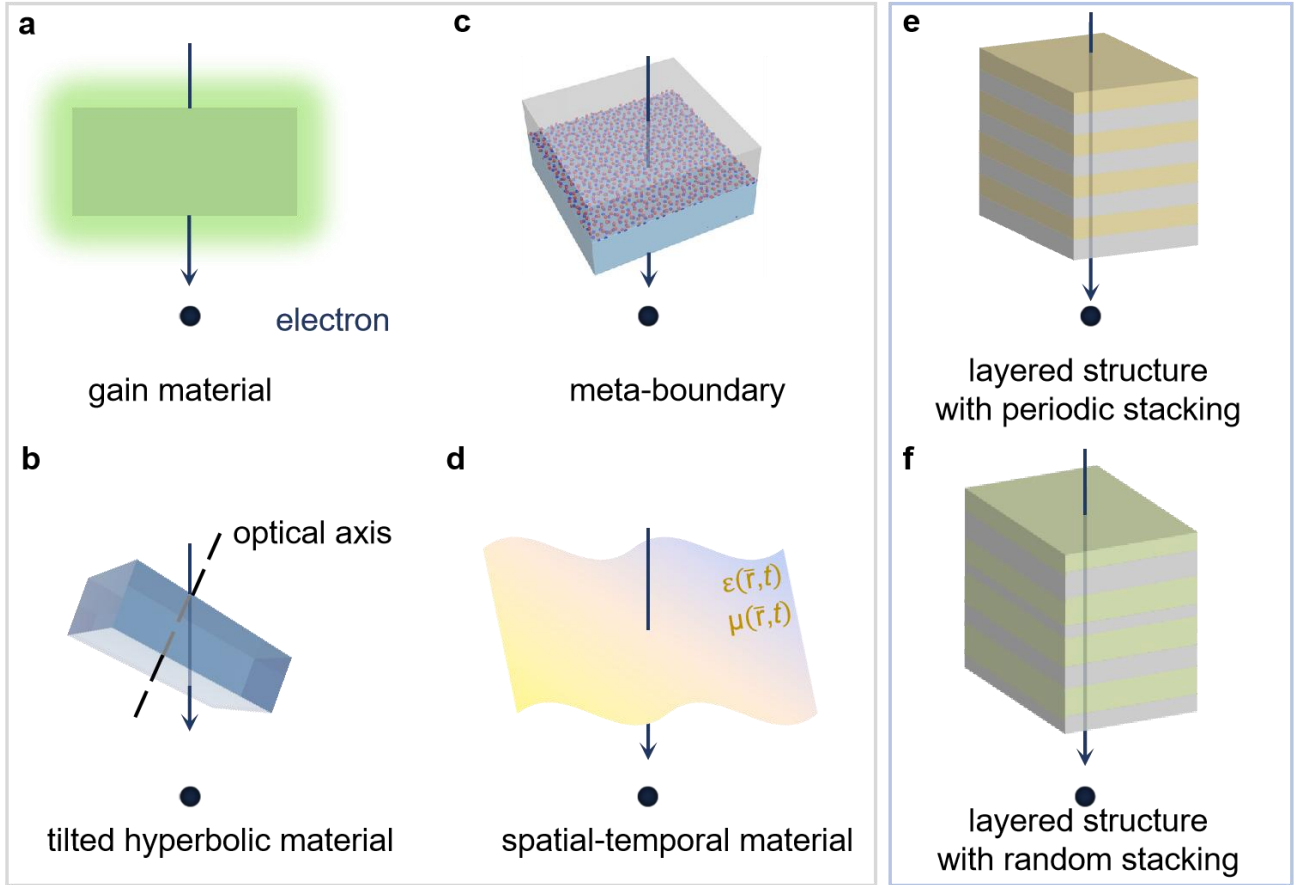 a
electron
gain material
b
optical axis
tilted hyperbolic material
c
meta-boundary
d
ε(r̄,t)
μ(r̄,t)
spatial-temporal material
e
layered structure
with periodic stacking
f
layered structure
with random stacking